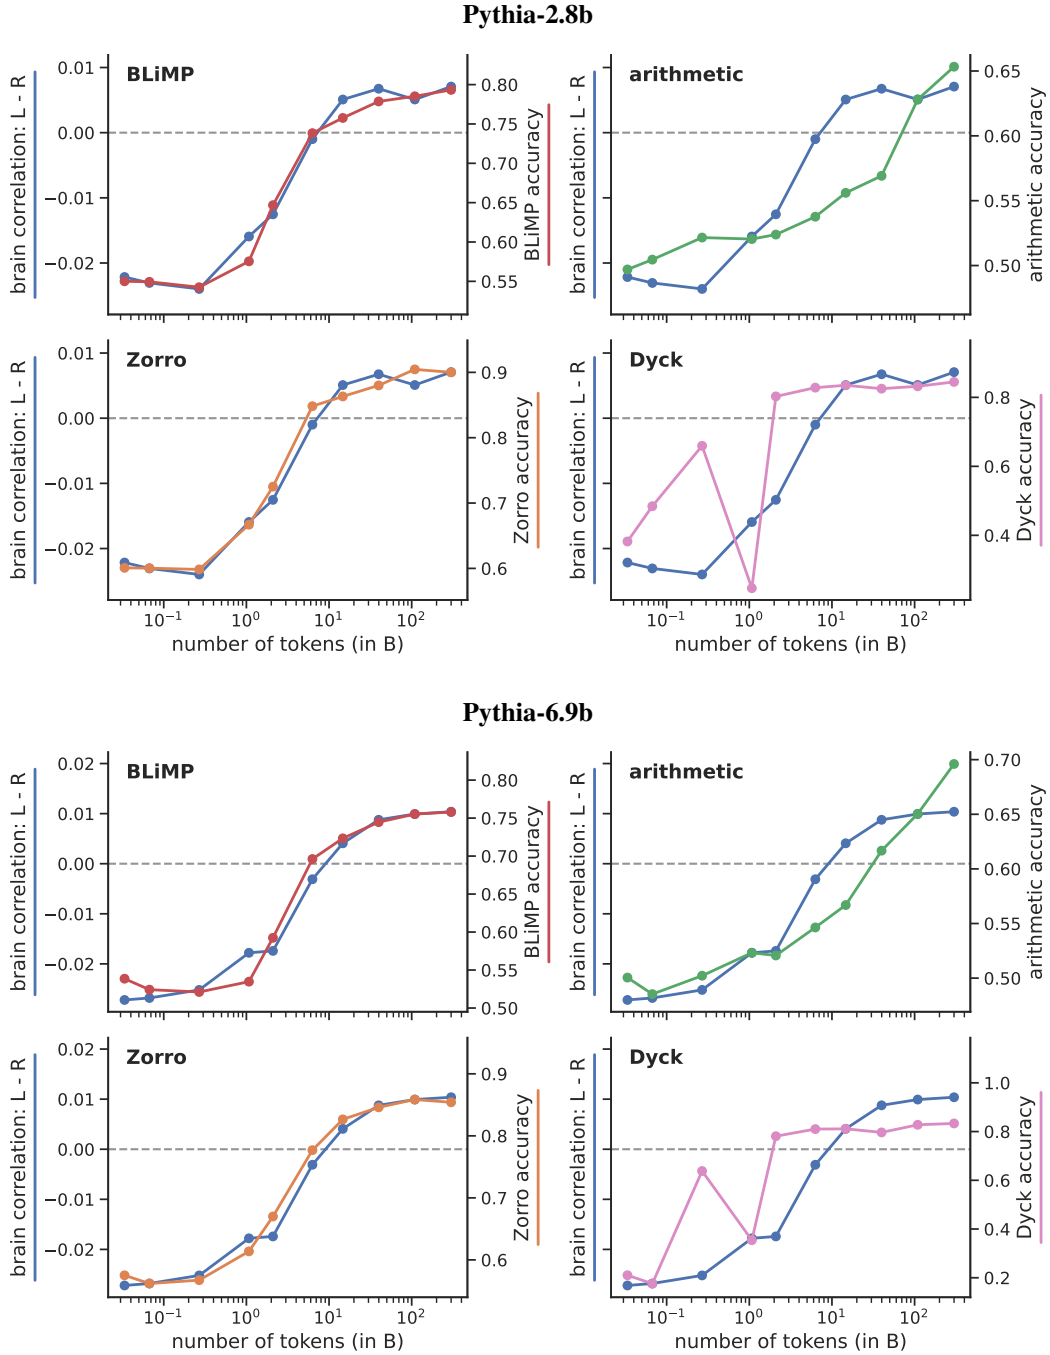 Pythia-2.8b
BLiMP
0.01
0.00
−0.01
−0.02
brain correlation: L - R
0.80
0.75
0.70
0.65
0.60
0.55
BLiMP accuracy
arithmetic
brain correlation: L - R
0.65
0.60
0.55
0.50
arithmetic accuracy
Zorro
0.01
0.00
−0.01
−0.02
brain correlation: L - R
0.9
0.8
0.7
0.6
Zorro accuracy
10⁻¹ 10⁰ 10¹ 10²
number of tokens (in B)
Dyck
brain correlation: L - R
0.8
0.6
0.4
Dyck accuracy
10⁻¹ 10⁰ 10¹ 10²
number of tokens (in B)
Pythia-6.9b
BLiMP
0.02
0.01
0.00
−0.01
−0.02
brain correlation: L - R
0.80
0.75
0.70
0.65
0.60
0.55
0.50
BLiMP accuracy
arithmetic
brain correlation: L - R
0.70
0.65
0.60
0.55
0.50
arithmetic accuracy
Zorro
0.02
0.01
0.00
−0.01
−0.02
brain correlation: L - R
0.9
0.8
0.7
0.6
Zorro accuracy
10⁻¹ 10⁰ 10¹ 10²
number of tokens (in B)
Dyck
brain correlation: L - R
1.0
0.8
0.6
0.4
0.2
Dyck accuracy
10⁻¹ 10⁰ 10¹ 10²
number of tokens (in B)